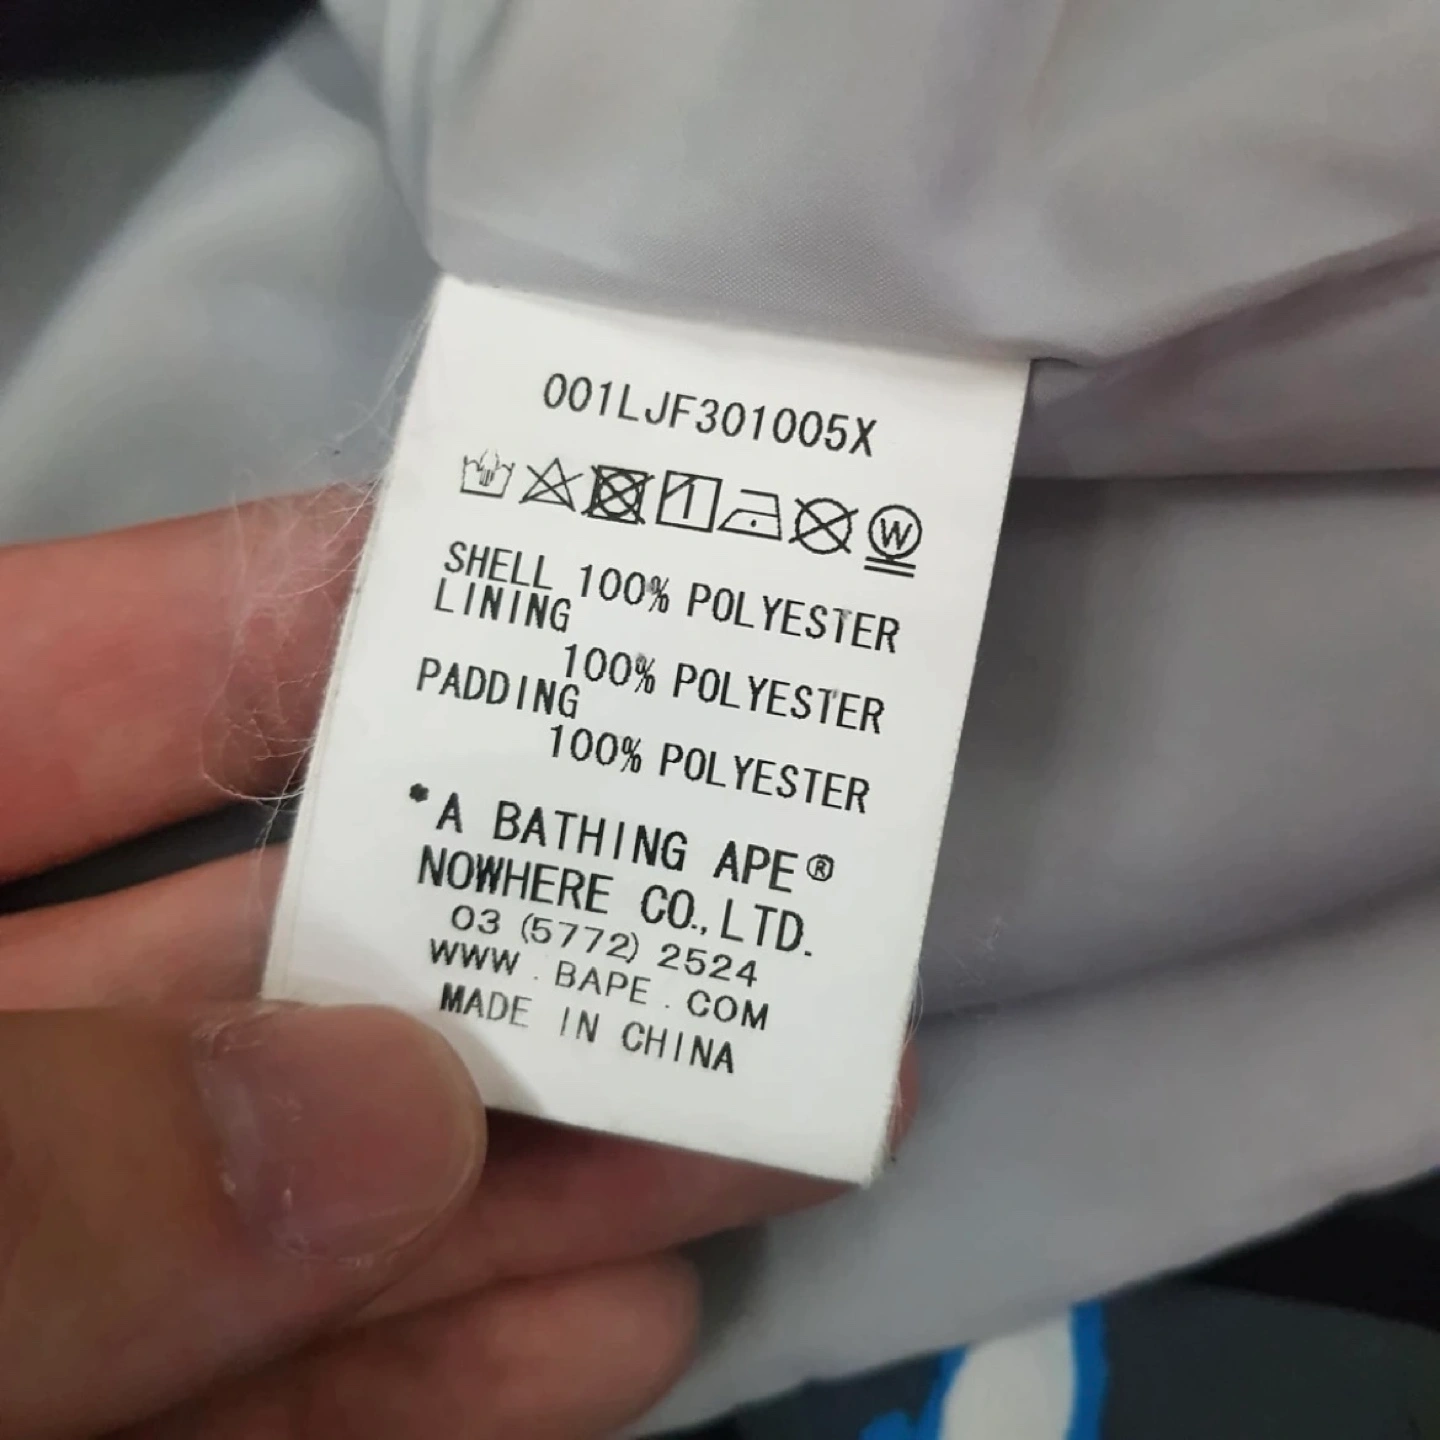 001LJF301005X
1 W
SHELL 100% POLYESTER
LINING
100% POLYESTER
PADDING
100% POLYESTER
*A BATHING APE®
NOWHERE CO.,LTD.
03 (5772) 2524
WWW . BAPE . COM
MADE IN CHINA